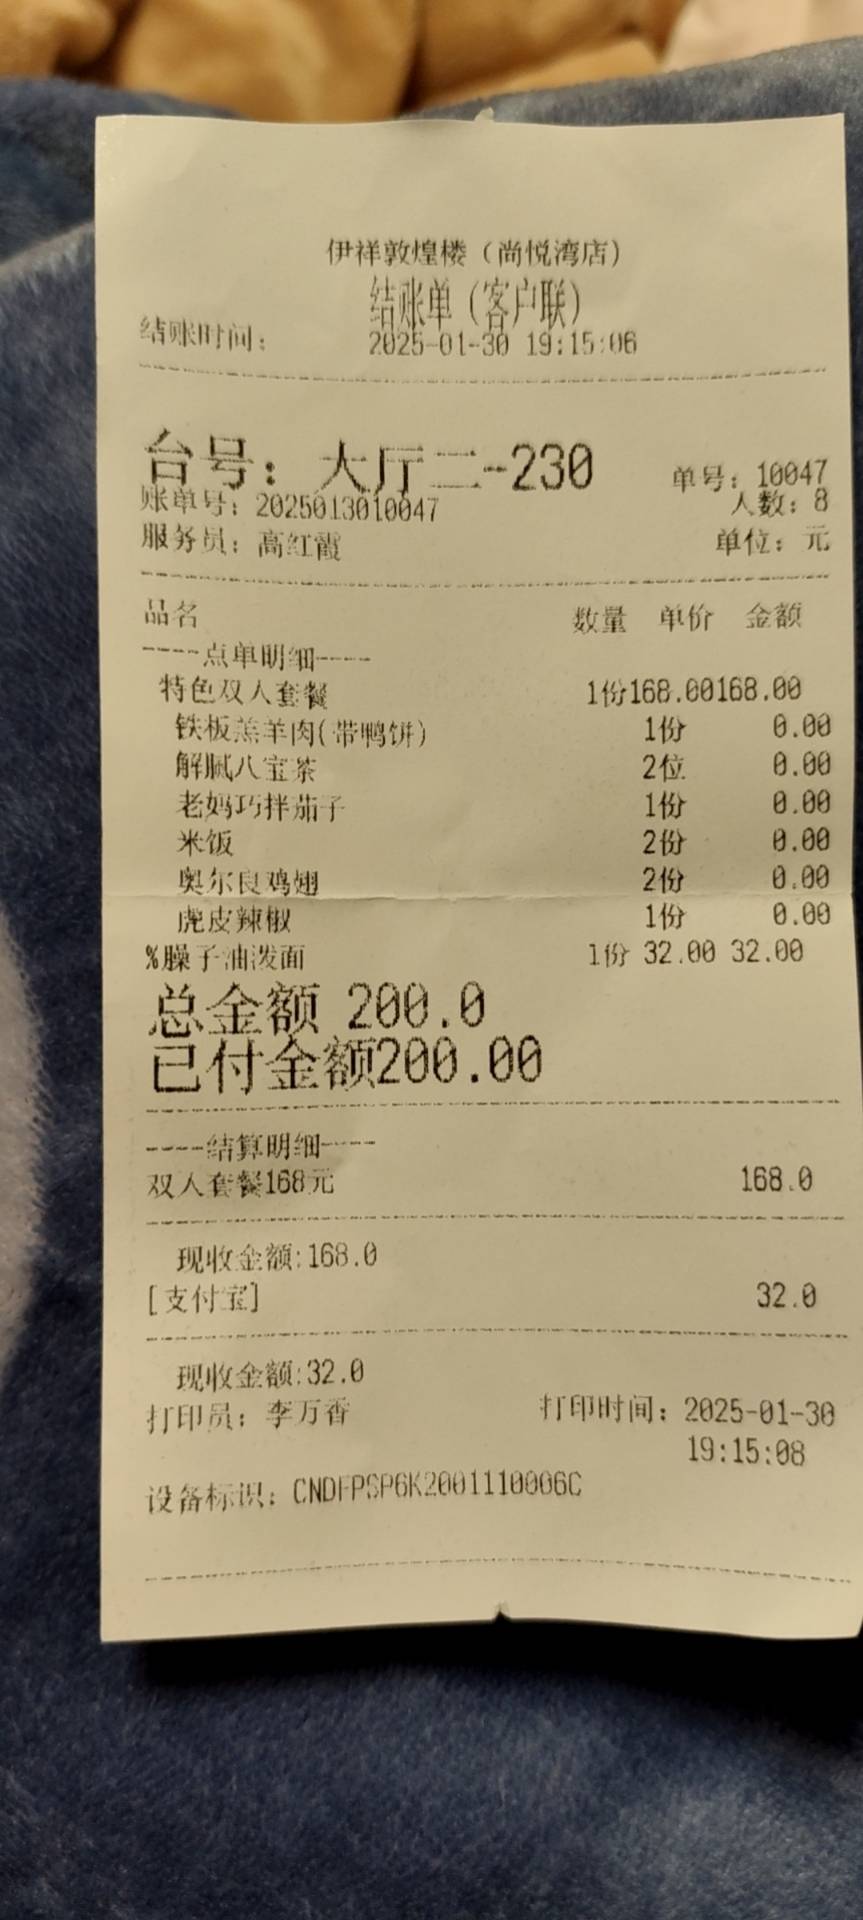 伊祥敦煌楼（尚悦湾店）
结账单（客户联）
结账时间： 2025-01-30 19:15:06
台号： 大厅二-230 单号：10047
账单号：2025013010047 人数：8
服务员：高红霞 单位：元
品名 数量 单价 金额
----点单明细----
特色双人套餐 1份168.00168.00
铁板羔羊肉(带鸭饼) 1份 0.00
解腻八宝茶 2位 0.00
老妈巧拌茄子 1份 0.00
米饭 2份 0.00
奥尔良鸡翅 2份 0.00
虎皮辣椒 1份 0.00
%臊子油泼面 1份 32.00 32.00
总金额 200.0
已付金额200.00
----结算明细----
双人套餐168元 168.0
现收金额:168.0
[支付宝] 32.0
现收金额:32.0
打印员：李万香 打印时间：2025-01-30
19:15:08
设备标识：CNDFPSP6K2001110006C